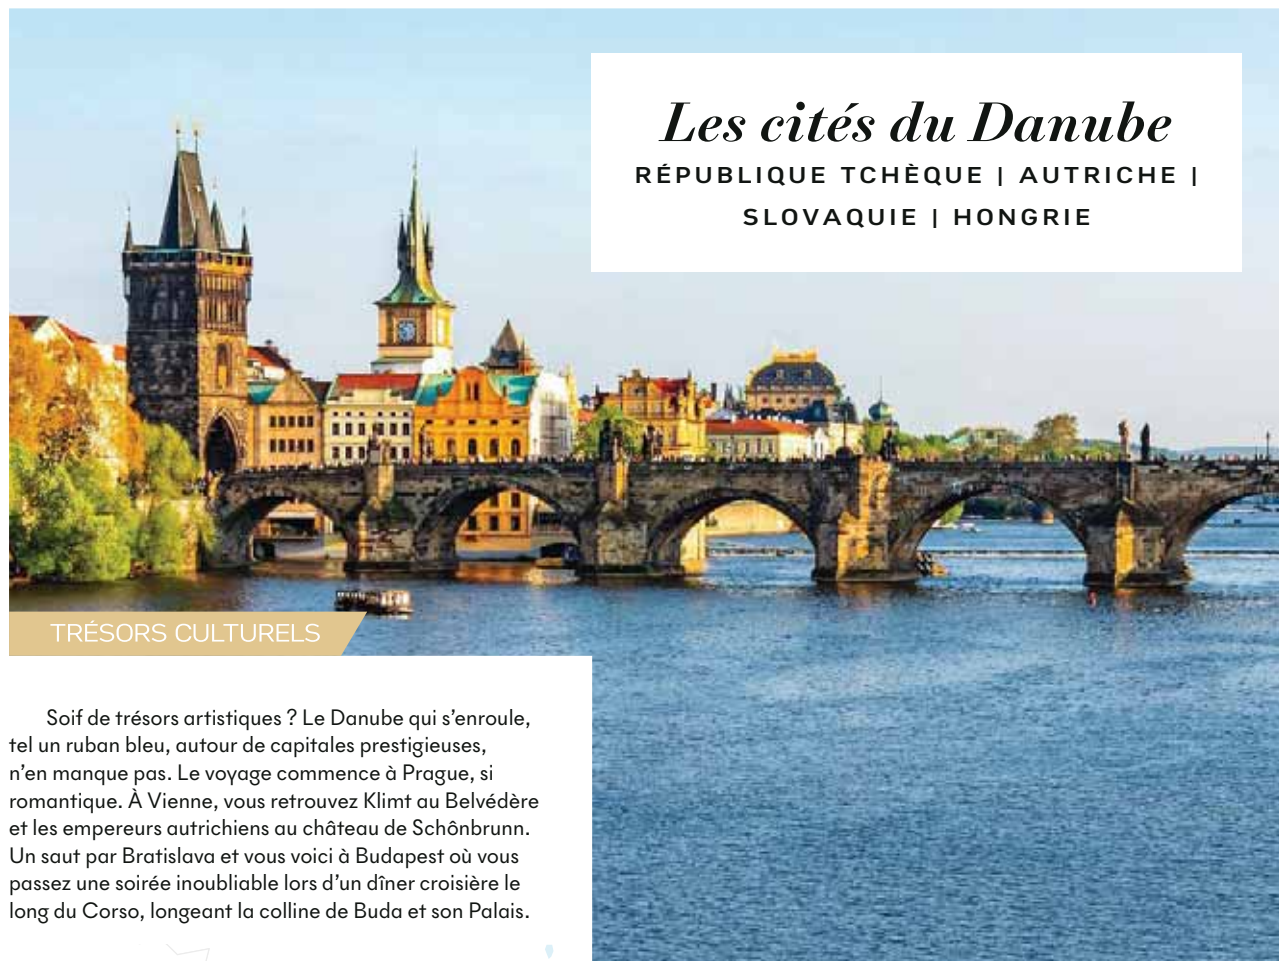 Les cités du Danube
RÉPUBLIQUE TCHÈQUE | AUTRICHE |
SLOVAQUIE | HONGRIE
TRÉSORS CULTURELS
Soif de trésors artistiques ? Le Danube qui s’enroule,
tel un ruban bleu, autour de capitales prestigieuses,
n’en manque pas. Le voyage commence à Prague, si
romantique. À Vienne, vous retrouvez Klimt au Belvédère
et les empereurs autrichiens au château de Schônbrunn.
Un saut par Bratislava et vous voici à Budapest où vous
passez une soirée inoubliable lors d’un dîner croisière le
long du Corso, longeant la colline de Buda et son Palais.